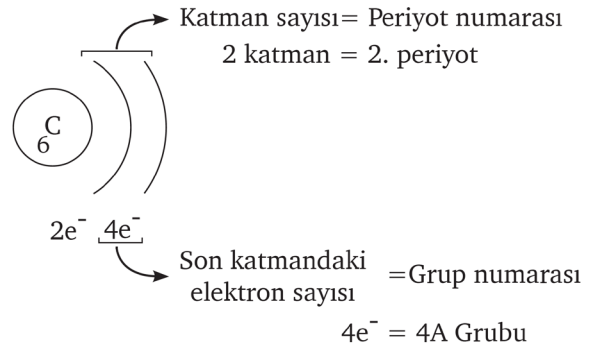 Katman sayısı= Periyot numarası
2 katman = 2. periyot
₆C
2e⁻ 4e⁻
Son katmandaki
elektron sayısı =Grup numarası
4e⁻ = 4A Grubu